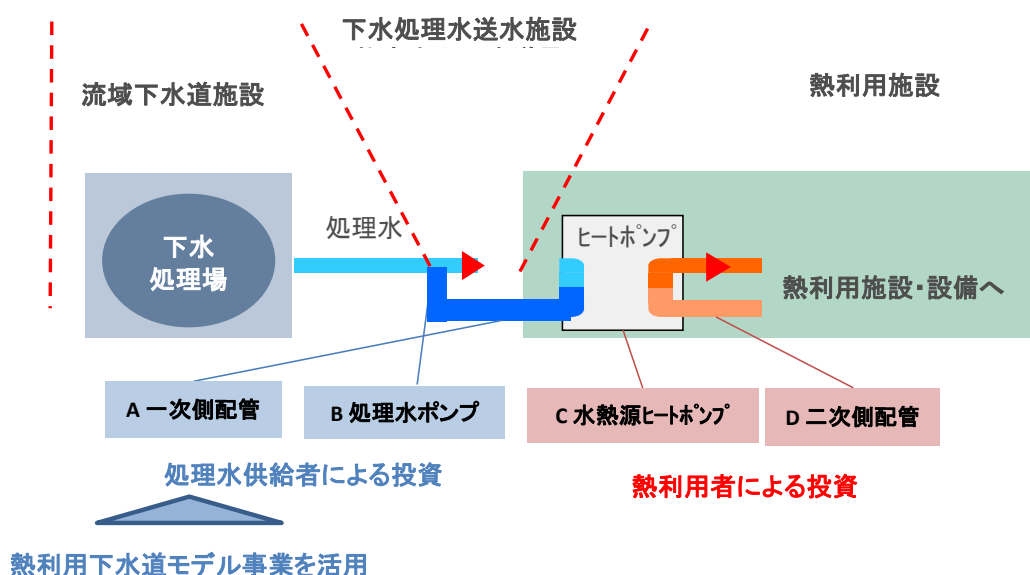 下水処理水送水施設
流域下水道施設
熱利用施設
処理水
ﾋｰﾄﾎﾟﾝﾌﾟ
下水
処理場
熱利用施設・設備へ
A 一次側配管
B 処理水ポンプ
C 水熱源ﾋｰﾄﾎﾟﾝﾌﾟ
D 二次側配管
処理水供給者による投資
熱利用者による投資
熱利用下水道モデル事業を活用